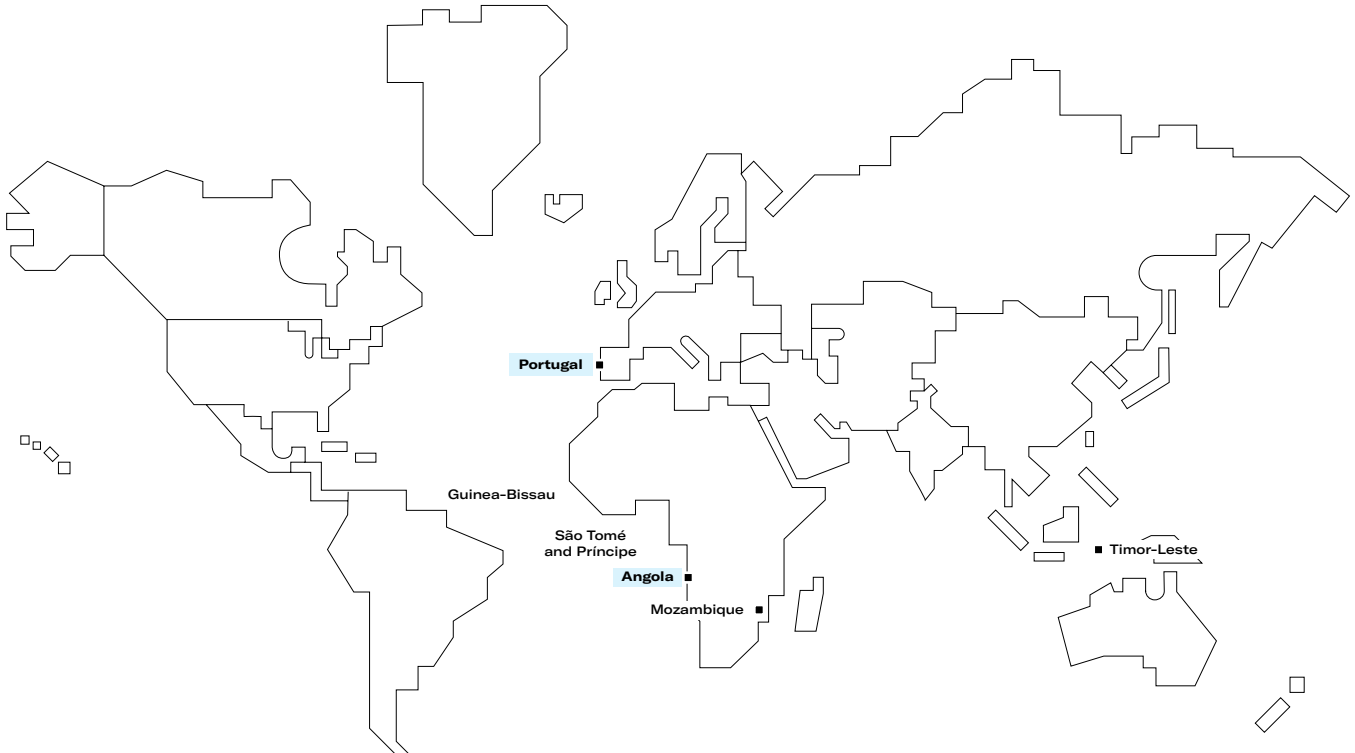 Portugal
Guinea-Bissau
São Tomé
and Príncipe
Timor-Leste
Angola
Mozambique